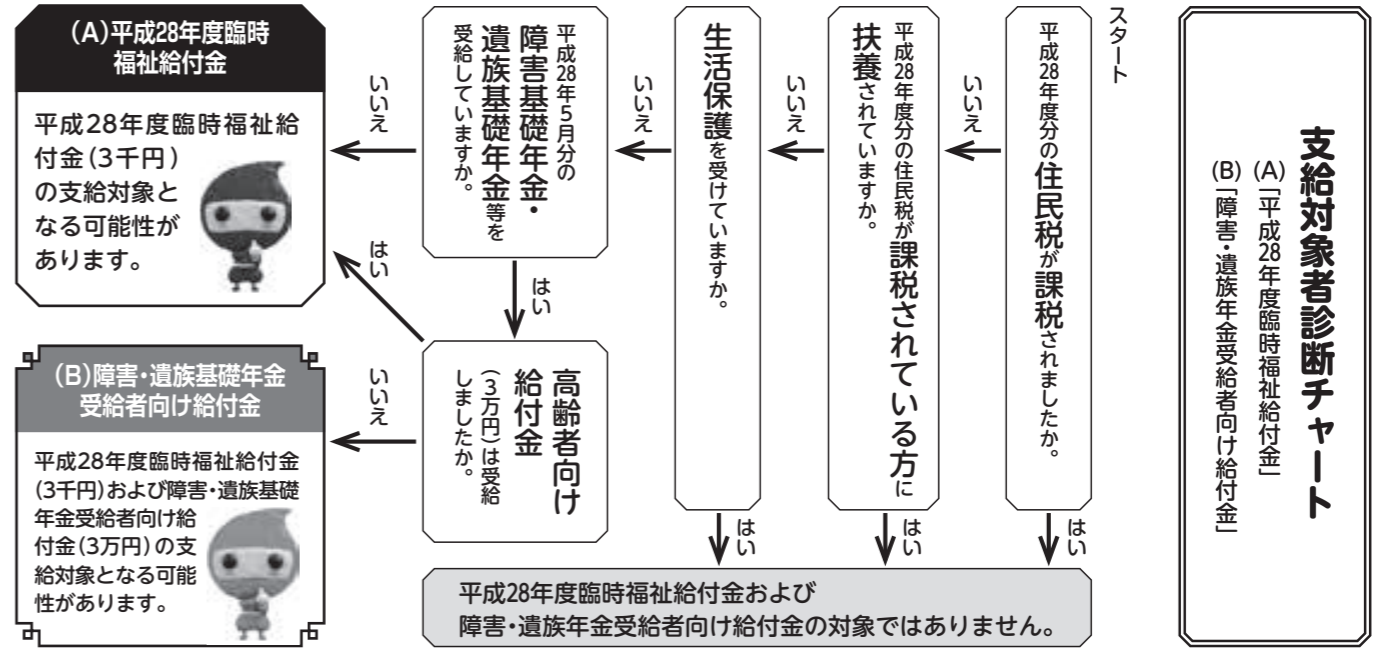 支給対象者診断チャート
(A)「平成28年度臨時福祉給付金」
(B)「障害・遺族年金受給者向け給付金」
スタート
平成28年度分の住民税が課税されましたか。
はい
いいえ
平成28年度分の住民税が課税されている方に
扶養されていますか。
はい
いいえ
生活保護を受けていますか。
はい
いいえ
平成28年5月分の
障害基礎年金・
遺族基礎年金等を
受給していますか。
はい
いいえ
高齢者向け
給付金
(3万円)は受給
しましたか。
はい
いいえ
(A)平成28年度臨時
福祉給付金
平成28年度臨時福祉給
付金(3千円)
の支給対象と
なる可能性が
あります。
(B)障害・遺族基礎年金
受給者向け給付金
平成28年度臨時福祉給付金
(3千円)および障害・遺族基礎
年金受給者向け給
付金(3万円)の支
給対象となる可能
性があります。
平成28年度臨時福祉給付金および
障害・遺族年金受給者向け給付金の対象ではありません。